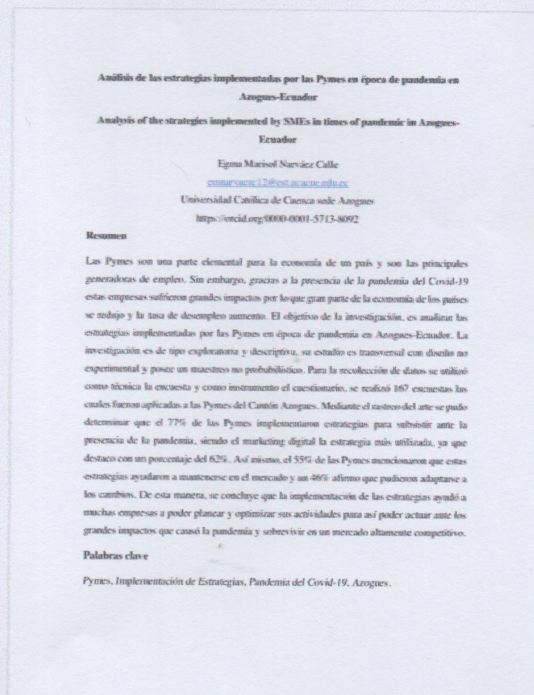 Análisis de las estrategias implementadas por las Pymes en época de pandemia en
Azogues-Ecuador
Analysis of the strategies implemented by SMEs in times of pandemic in Azogues-
Ecuador
Egma Marisol Narváez Calle
Universidad Católica de Cuenca sede Azogues
https://orcid.org/0000-0001-5713-8092
Resumen
Las Pymes son una parte elemental para la economía de un país y son las principales
generadoras de empleo. Sin embargo, gracias a la presencia de la pandemia del Covid-19
estas empresas sufrieron grandes impactos por lo que gran parte de la economía de los países
se redujo y la tasa de desempleo aumento. El objetivo de la investigación, es analizar las
estrategias implementadas por las Pymes en época de pandemia en Azogues-Ecuador. La
investigación es de tipo exploratoria y descriptiva, su estudio es transversal con diseño no
experimental y posee un muestreo no probabilístico. Para la recolección de datos se utilizó
como técnica la encuesta y como instrumento el cuestionario, se realizó 167 encuestas las
cuales fueron aplicadas a las Pymes del Cantón Azogues. Mediante el rastreo del arte se pudo
determinar que el 77% de las Pymes implementaron estrategias para subsistir ante la
presencia de la pandemia, siendo el marketing digital la estrategia más utilizada, ya que
destaco con un porcentaje del 62%. Así mismo, el 55% de las Pymes mencionaron que estas
estrategias ayudaron a mantenerse en el mercado y un 46% afirmo que pudieron adaptarse a
los cambios. De esta manera, se concluye que la implementación de las estrategias ayudó a
muchas empresas a poder planear y optimizar sus actividades para así poder actuar ante los
grandes impactos que causó la pandemia y sobrevivir en un mercado altamente competitivo.
Palabras clave
Pymes, Implementación de Estrategias, Pandemia del Covid-19, Azogues.